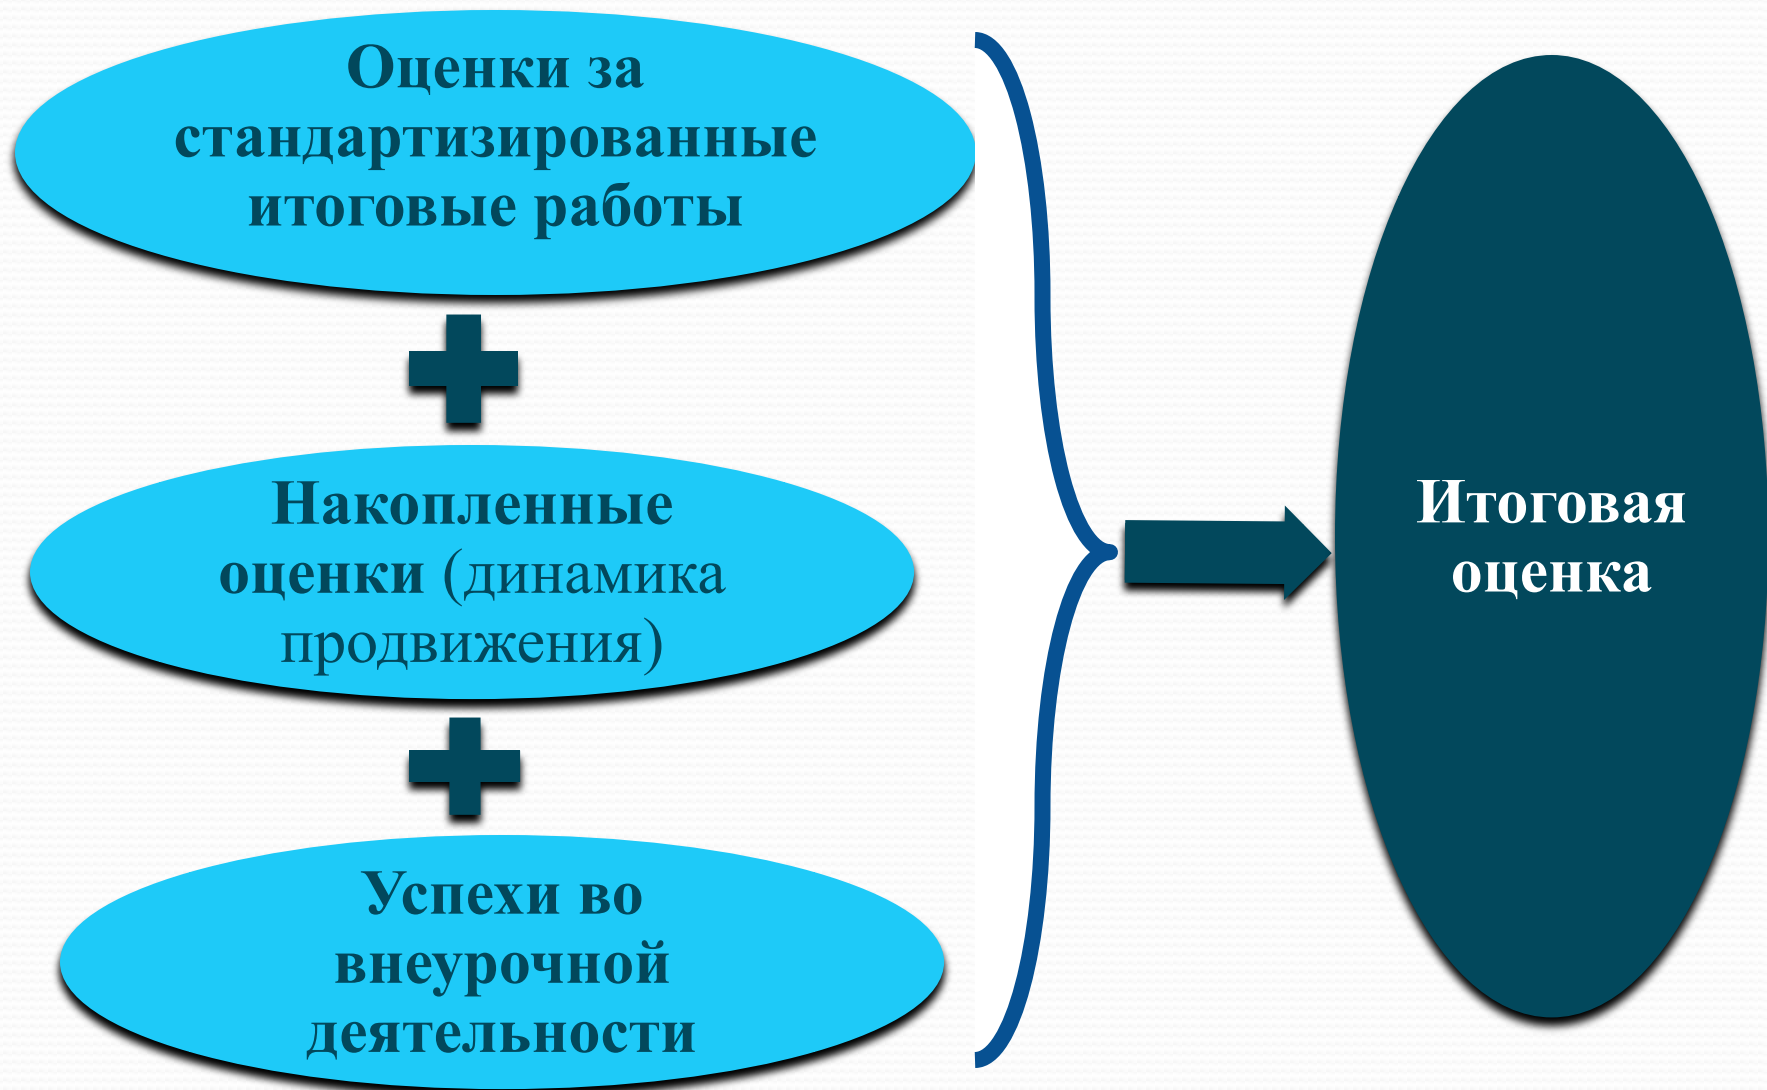 Оценки за
стандартизированные
итоговые работы
Накопленные
оценки (динамика
продвижения)
Успехи во
внеурочной
деятельности
Итоговая
оценка